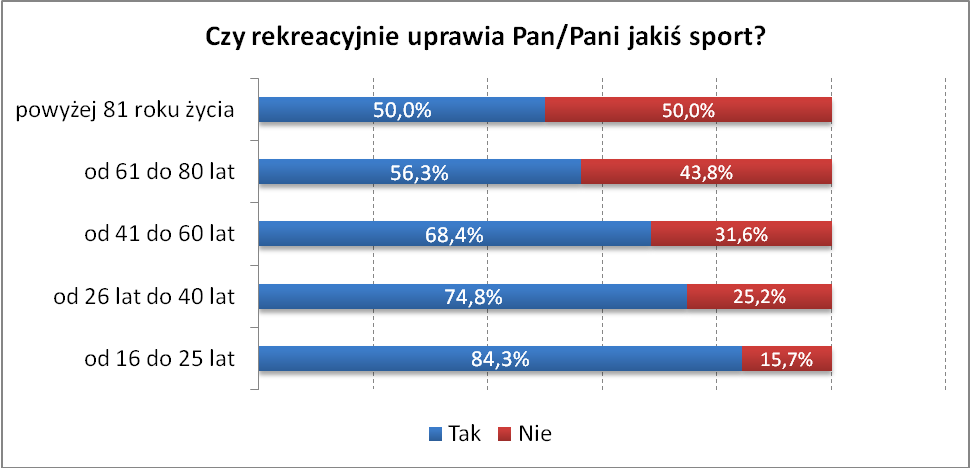 Czy rekreacyjnie uprawia Pan/Pani jakiś sport?
powyżej 81 roku życia 50,0% 50,0%
od 61 do 80 lat 56,3% 43,8%
od 41 do 60 lat 68,4% 31,6%
od 26 lat do 40 lat 74,8% 25,2%
od 16 do 25 lat 84,3% 15,7%
Tak Nie